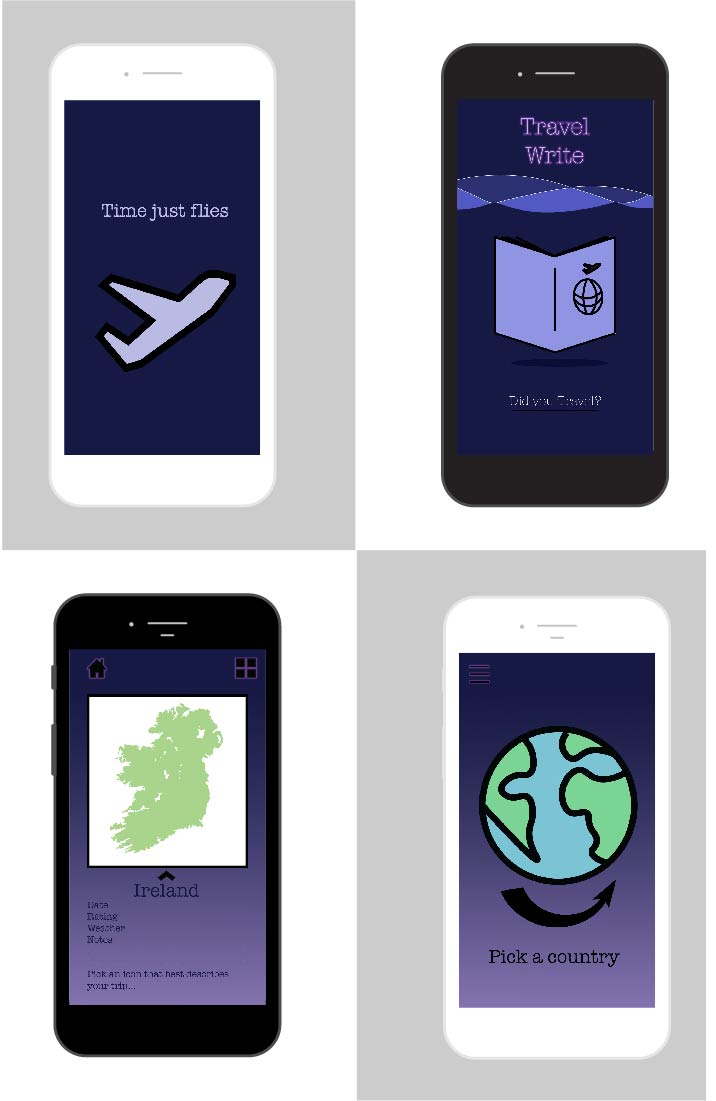 Time just flies
Travel
Write
Did you Travel?
Ireland
Date
Rating
Weather
Notes
Pick an icon that best describes
your trip...
Pick a country